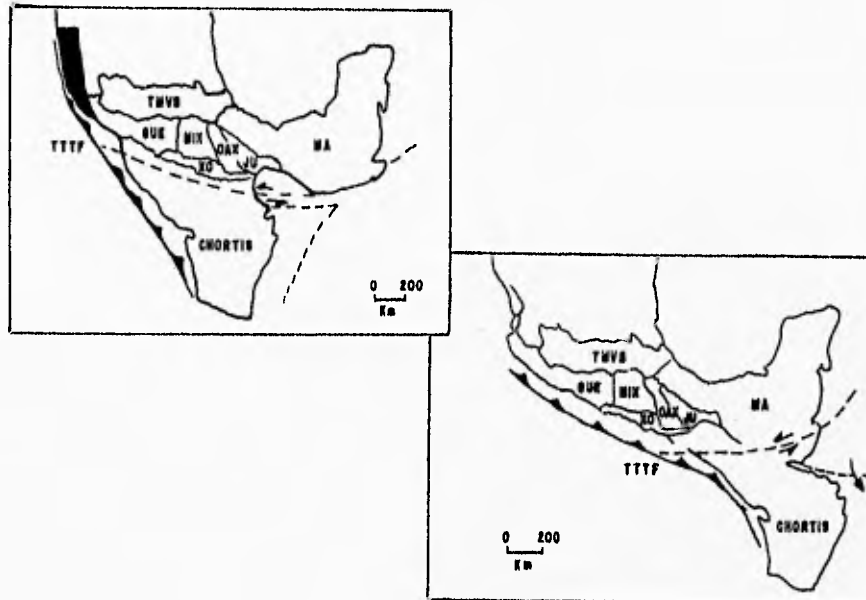 TMVB
GUE MIX OAX MA
TTTF XO JU
CHORTIS
0 200
Km
TMVB
GUE MIX MA
XO OAX JU
TTTF
0 200
Km
CHORTIS